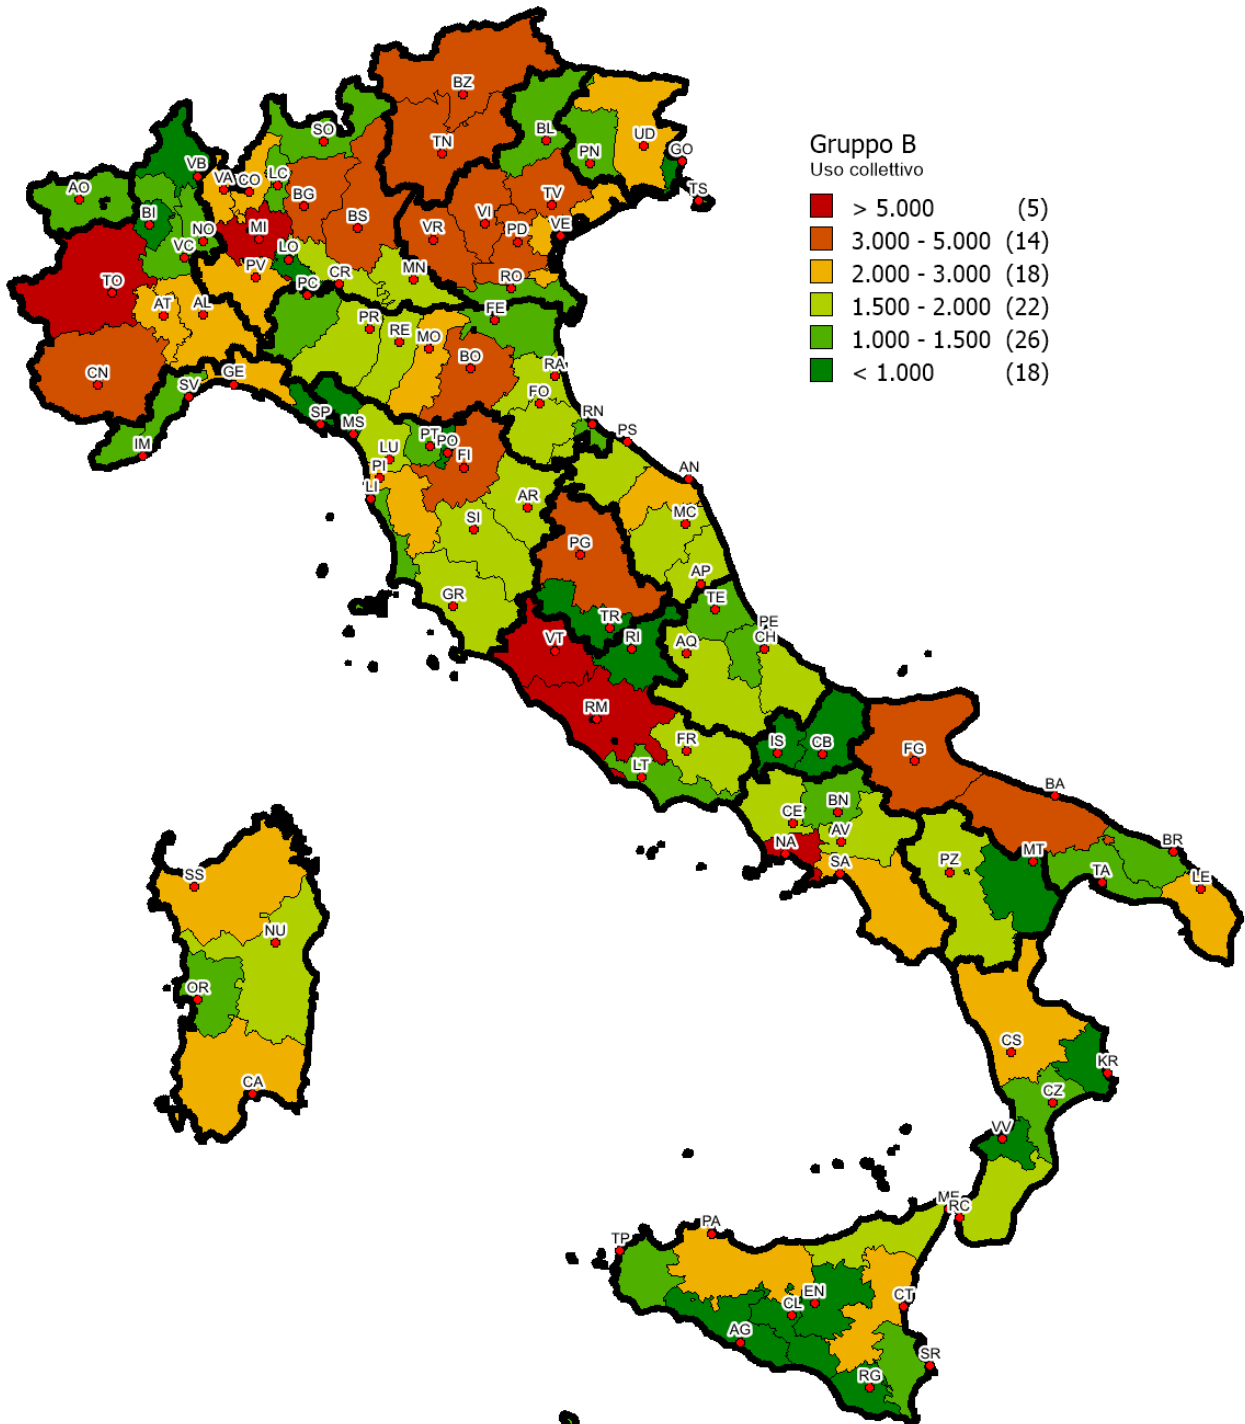 Gruppo B
Uso collettivo
> 5.000 (5)
3.000 - 5.000 (14)
2.000 - 3.000 (18)
1.500 - 2.000 (22)
1.000 - 1.500 (26)
< 1.000 (18)
BZ
SO
BL
UD
TN
PN
GO
VB
VA
CO
LC
AO
BG
TV
TS
BI
BS
VI
MI
VR
PD
VE
NO
VC
LO
PV
MN
TO
PC
CR
RO
AT
AL
FE
PR
RE
MO
BO
CN
GE
RA
SV
FO
SP
MS
RN
PS
IM
LU
PT
PO
FI
PI
AN
LI
AR
SI
MC
PG
AP
GR
TE
TR
PE
VT
RI
AQ
CH
RM
FR
IS
CB
FG
LT
BA
BN
CE
AV
NA
BR
SA
PZ
MT
TA
LE
SS
NU
OR
CS
CA
KR
CZ
VV
ME
RC
PA
TP
EN
CL
CT
AG
SR
RG